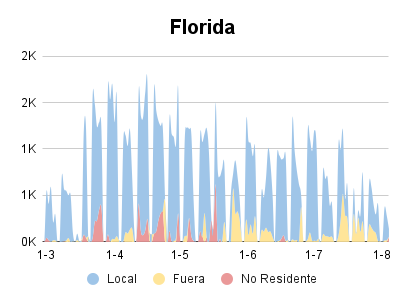 Florida
2K
2K
1K
1K
0K
1-3 1-4 1-5 1-6 1-7 1-8
Local Fuera No Residente